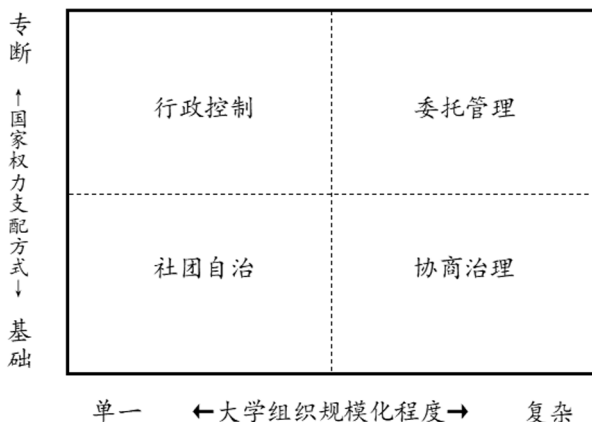 专断
↑国家权力支配方式↓
基础
行政控制
委托管理
社团自治
协商治理
单一 ←大学组织规模化程度→ 复杂